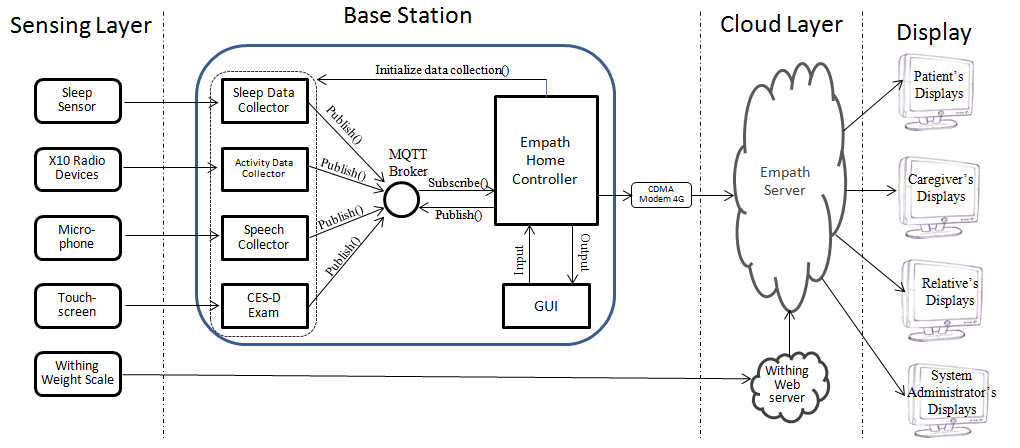 Sensing Layer
Base Station
Cloud Layer
Display
Sleep
Sensor
X10 Radio
Devices
Micro-
phone
Touch-
screen
Withing
Weight Scale
Initialize data collection()
Sleep Data
Collector
Activity Data
Collector
Speech
Collector
CES-D
Exam
Publish()
Publish()
Publish()
Publish()
MQTT
Broker
Subscribe()
Publish()
Empath
Home
Controller
Input
Output
GUI
CDMA
Modem 4G
Empath
Server
Withing
Web
server
Patient's
Displays
Caregiver's
Displays
Relative's
Displays
System
Administrator's
Displays